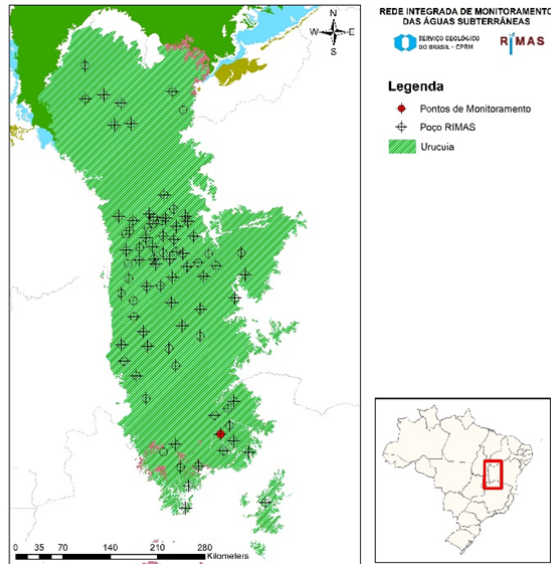 REDE INTEGRADA DE MONITORAMENTO
DAS ÁGUAS SUBTERRÂNEAS
SERVIÇO GEOLÓGICO
DO BRASIL - CPRM
RIMAS
N
W E
S
Legenda
Pontos de Monitoramento
Poço RIMAS
Urucuia
0 35 70 140 210 280
Kilometers